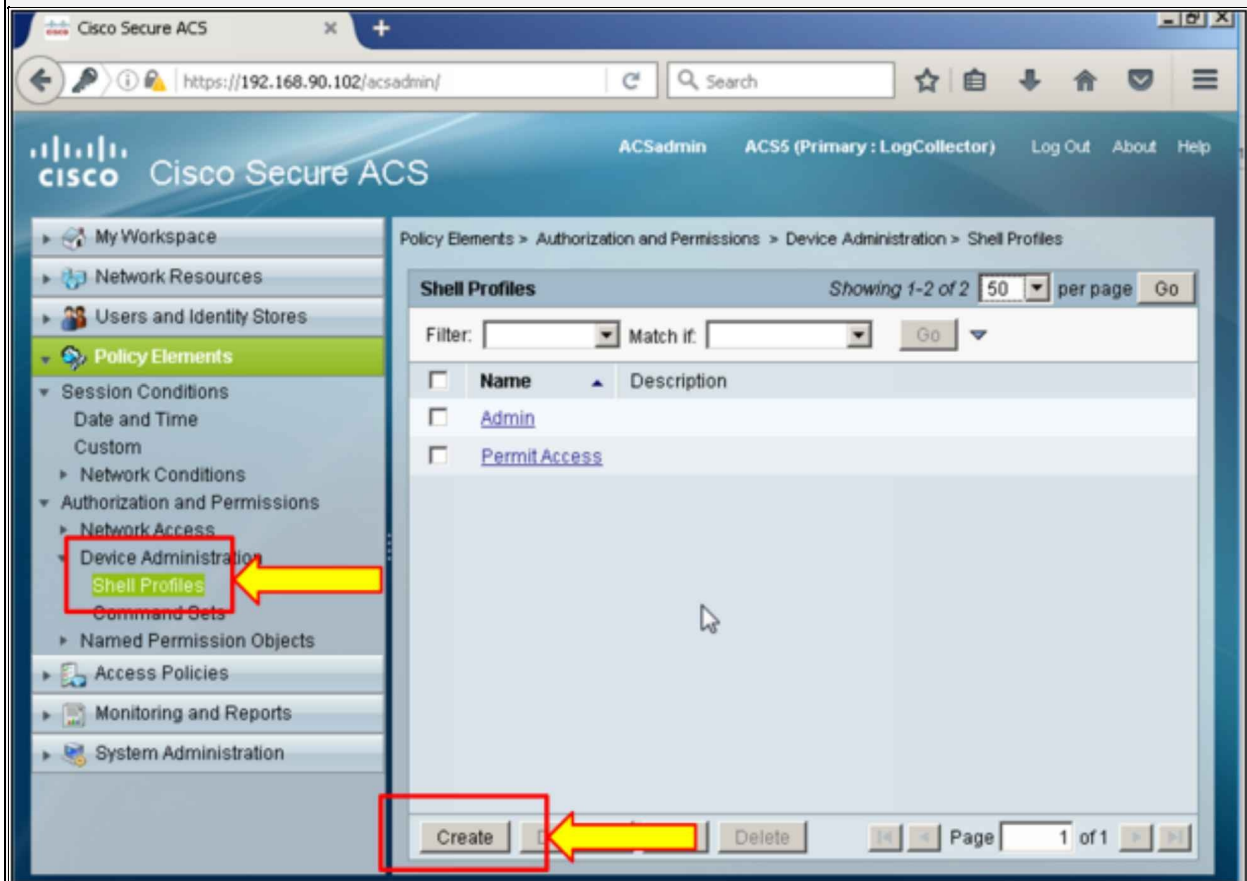 Cisco Secure ACS
https://192.168.90.102/acsadmin/
Search
CISCO Cisco Secure ACS
ACSadmin ACS5 (Primary : LogCollector) Log Out About Help
My Workspace
Network Resources
Users and Identity Stores
Policy Elements
Session Conditions
Date and Time
Custom
Network Conditions
Authorization and Permissions
Network Access
Device Administration
Shell Profiles
Command Sets
Named Permission Objects
Access Policies
Monitoring and Reports
System Administration
Policy Elements > Authorization and Permissions > Device Administration > Shell Profiles
Shell Profiles Showing 1-2 of 2 50 per page Go
Filter: Match if: Go
Name Description
Admin
Permit Access
Create Delete Page 1 of 1